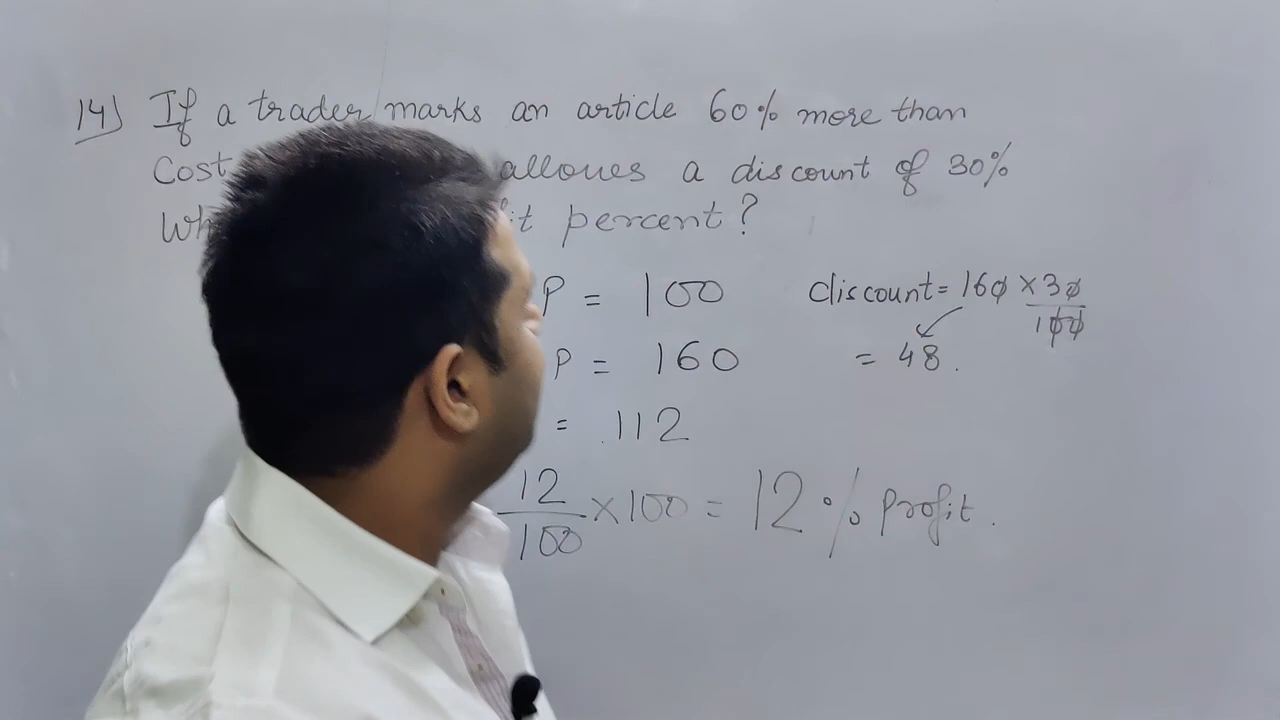 14) If a trader marks an article 60% more than
Cost alloues a discount of 30%
percent?
P = 100
discount = 160 × 30
100
P = 160
= 48.
= 112
12
100 × 100 = 12% profit.